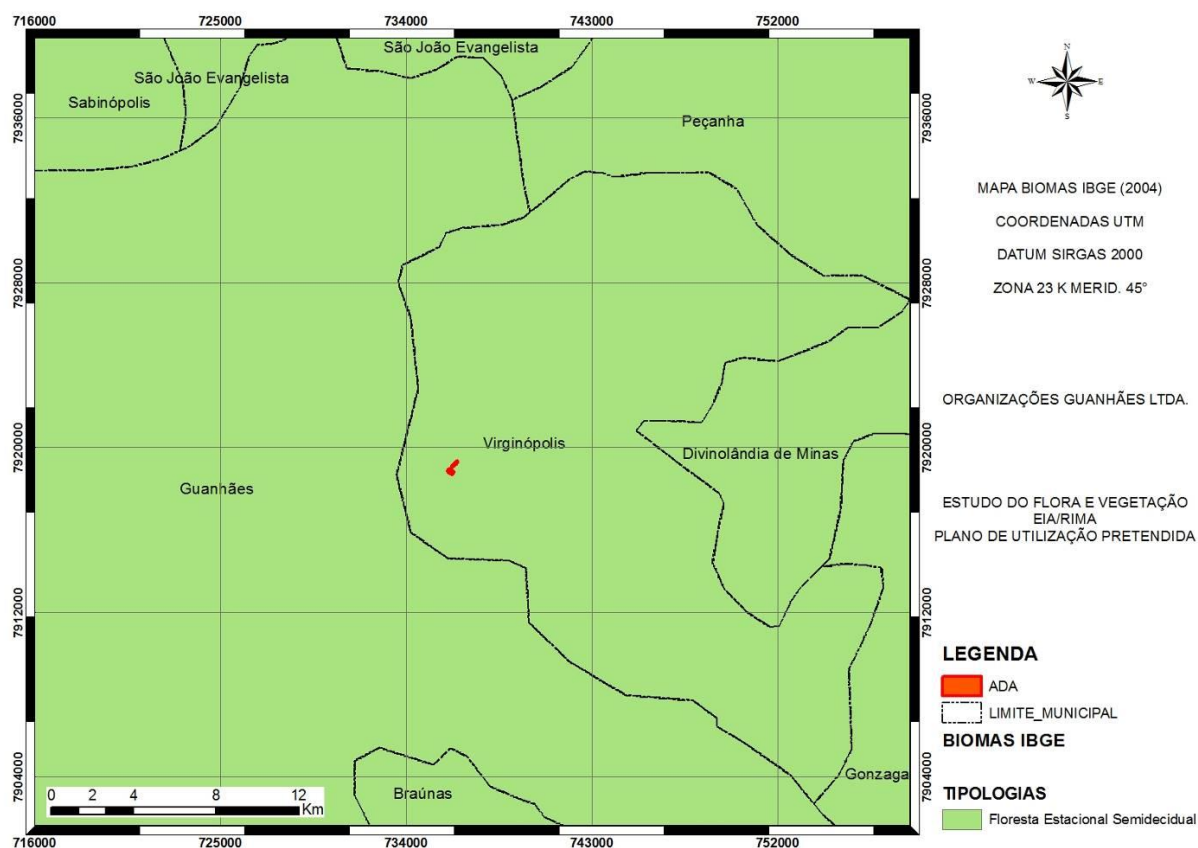 716000 725000 734000 743000 752000
São João Evangelista
São João Evangelista
Sabinópolis
Peçanha
Virginópolis
Divinolândia de Minas
Guanhães
Gonzaga
Braúnas
0 2 4 8 12
Km
7936000
7928000
7920000
7912000
7904000
7936000
7928000
7920000
7912000
7904000
716000 725000 734000 743000 752000
N
W E
S
MAPA BIOMAS IBGE (2004)
COORDENADAS UTM
DATUM SIRGAS 2000
ZONA 23 K MERID. 45°
ORGANIZAÇÕES GUANHÃES LTDA.
ESTUDO DO FLORA E VEGETAÇÃO
EIA/RIMA
PLANO DE UTILIZAÇÃO PRETENDIDA
LEGENDA
ADA
LIMITE_MUNICIPAL
BIOMAS IBGE
TIPOLOGIAS
Floresta Estacional Semidecidual